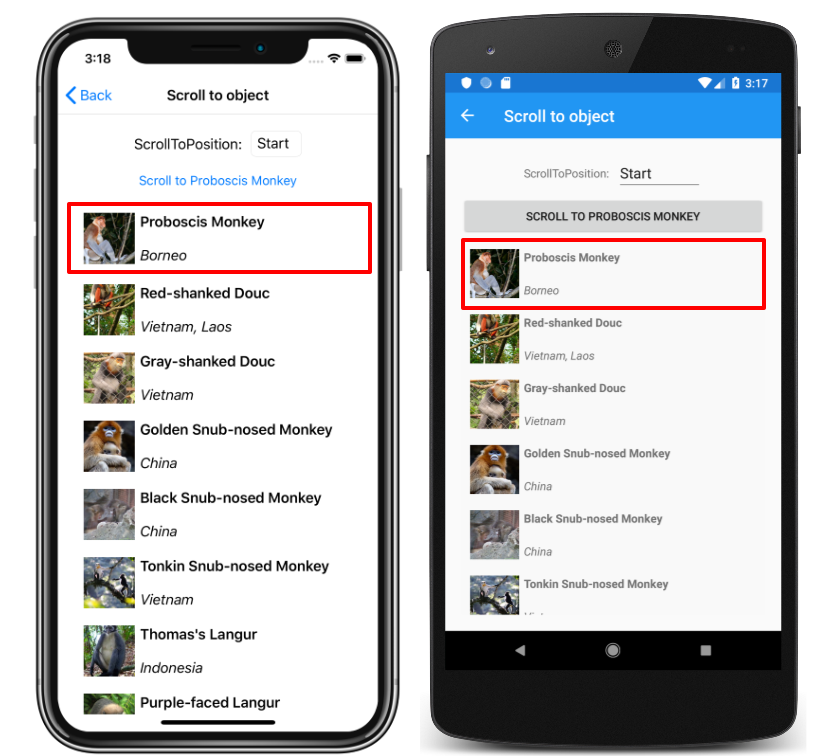 3:18
Back
Scroll to object
ScrollToPosition:
Start
Scroll to Proboscis Monkey
Proboscis Monkey
Borneo
Red-shanked Douc
Vietnam, Laos
Gray-shanked Douc
Vietnam
Golden Snub-nosed Monkey
China
Black Snub-nosed Monkey
China
Tonkin Snub-nosed Monkey
Vietnam
Thomas's Langur
Indonesia
Purple-faced Langur
3:17
Scroll to object
ScrollToPosition:
Start
SCROLL TO PROBOSCIS MONKEY
Proboscis Monkey
Borneo
Red-shanked Douc
Vietnam, Laos
Gray-shanked Douc
Vietnam
Golden Snub-nosed Monkey
China
Black Snub-nosed Monkey
China
Tonkin Snub-nosed Monkey